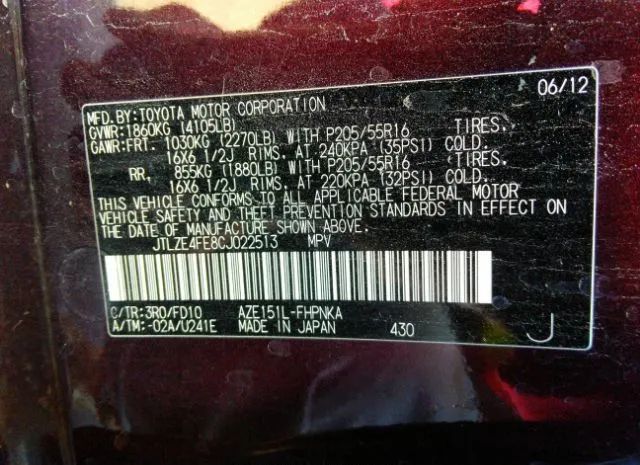 06/12
MFD. BY: TOYOTA MOTOR CORPORATION
GVWR: 1860KG (4105LB)
GAWR: FRT. 1030KG (2270LB) WITH P205/55R16 TIRES,
16X6 1/2J RIMS, AT 240KPA (35PSI) COLD.
RR. 855KG (1880LB) WITH P205/55R16 TIRES,
16X6 1/2J RIMS, AT 220KPA (32PSI) COLD.
THIS VEHICLE CONFORMS TO ALL APPLICABLE FEDERAL MOTOR
VEHICLE SAFETY AND THEFT PREVENTION STANDARDS IN EFFECT ON
THE DATE OF MANUFACTURE SHOWN ABOVE.
JTLZE4FE8CJ022513 MPV
C/TR: 3R0/FD10 AZE151L-FHPNKA
A/TM: -02A/U241E MADE IN JAPAN 430 J